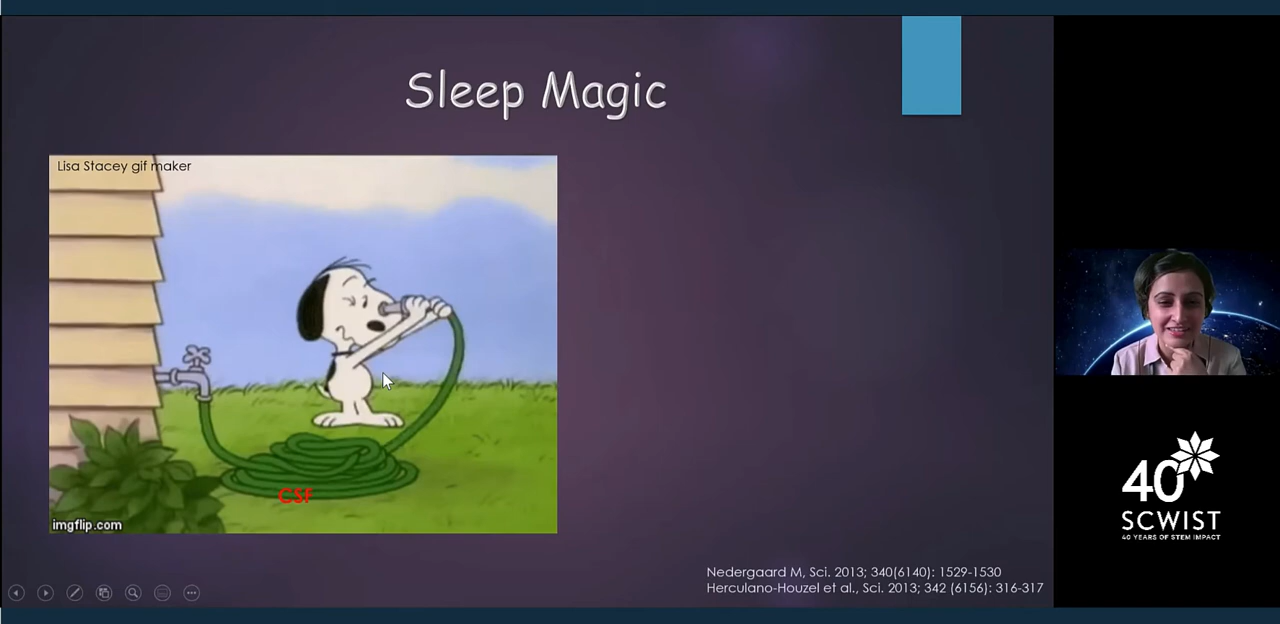 Sleep Magic
Lisa Stacey gif maker
CSF
imgflip.com
Nedergaard M, Sci. 2013; 340(6140): 1529-1530
Herculano-Houzel et al., Sci. 2013; 342 (6156): 316-317
40
SCWIST
40 YEARS OF STEM IMPACT